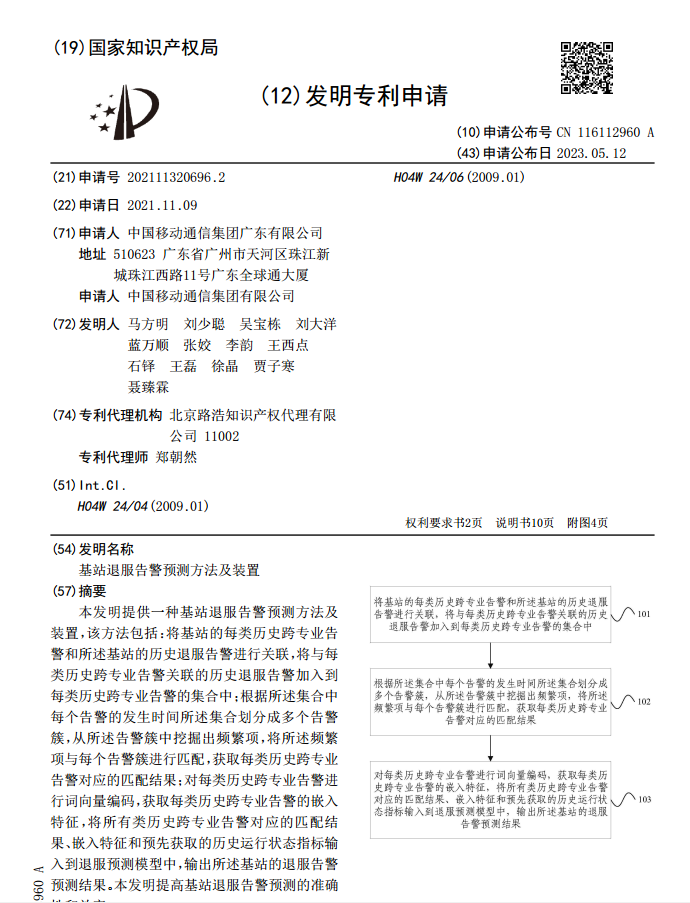 (19)国家知识产权局
(12)发明专利申请
(10)申请公布号 CN 116112960 A
(43)申请公布日 2023.05.12
(21)申请号 202111320696.2
(22)申请日 2021.11.09
(71)申请人 中国移动通信集团广东有限公司
地址 510623 广东省广州市天河区珠江新
城珠江西路11号广东全球通大厦
申请人 中国移动通信集团有限公司
(72)发明人 马方明 刘少聪 吴宝栋 刘大洋
蓝万顺 张姣 李韵 王西点
石铎 王磊 徐晶 贾子寒
聂臻霖
(74)专利代理机构 北京路浩知识产权代理有限
公司 11002
专利代理师 郑朝然
(51)Int.Cl.
H04W 24/04(2009.01)
H04W 24/06(2009.01)
权利要求书2页 说明书10页 附图4页
(54)发明名称
基站退服告警预测方法及装置
(57)摘要
本发明提供一种基站退服告警预测方法及
装置,该方法包括:将基站的每类历史跨专业告
警和所述基站的历史退服告警进行关联,将与每
类历史跨专业告警关联的历史退服告警加入到
每类历史跨专业告警的集合中;根据所述集合中
每个告警的发生时间所述集合划分成多个告警
簇,从所述告警簇中挖掘出频繁项,将所述频繁
项与每个告警簇进行匹配,获取每类历史跨专业
告警对应的匹配结果;对每类历史跨专业告警进
行词向量编码,获取每类历史跨专业告警的嵌入
特征,将所有类历史跨专业告警对应的匹配结
果、嵌入特征和预先获取的历史运行状态指标输
入到退服预测模型中,输出所述基站的退服告警
预测结果。本发明提高基站退服告警预测的准确
将基站的每类历史跨专业告警和所述基站的历史退服
告警进行关联,将与每类历史跨专业告警关联的历史
退服告警加入到每类历史跨专业告警的集合中
101
根据所述集合中每个告警的发生时间所述集合划分成
多个告警簇,从所述告警簇中挖掘出频繁项,将所述
频繁项与每个告警簇进行匹配,获取每类历史跨专业
告警对应的匹配结果
102
对每类历史跨专业告警进行词向量编码,获取每类历
史跨专业告警的嵌入特征,将所有类历史跨专业告警
对应的匹配结果、嵌入特征和预先获取的历史运行状
态指标输入到退服预测模型中,输出所述基站的退服
告警预测结果
103
960 A